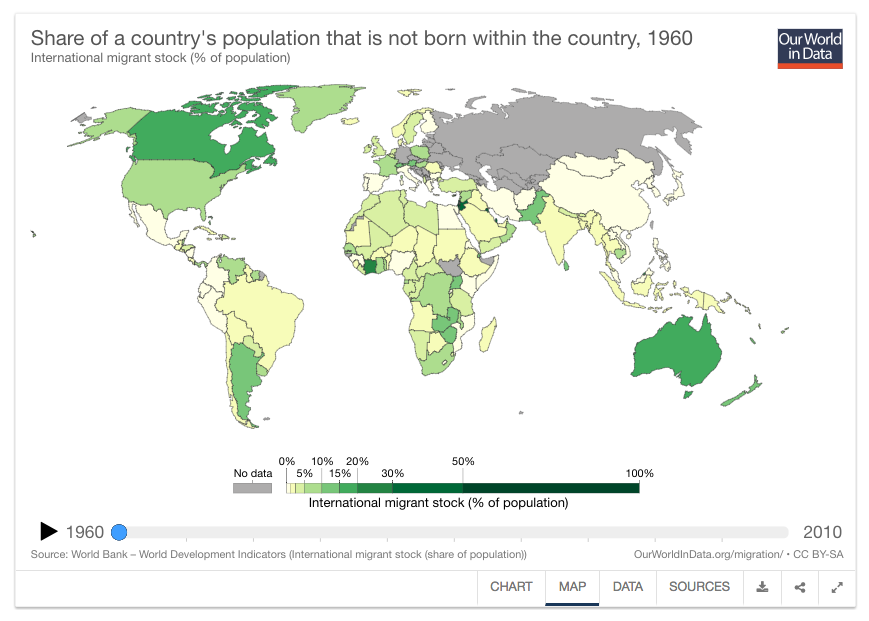 Share of a country's population that is not born within the country, 1960
International migrant stock (% of population)
Our World
in Data
0% 10% 20% 50% 100%
No data 5% 15% 30%
International migrant stock (% of population)
1960 2010
Source: World Bank – World Development Indicators (International migrant stock (share of population)) OurWorldInData.org/migration/ • CC BY-SA
CHART MAP DATA SOURCES